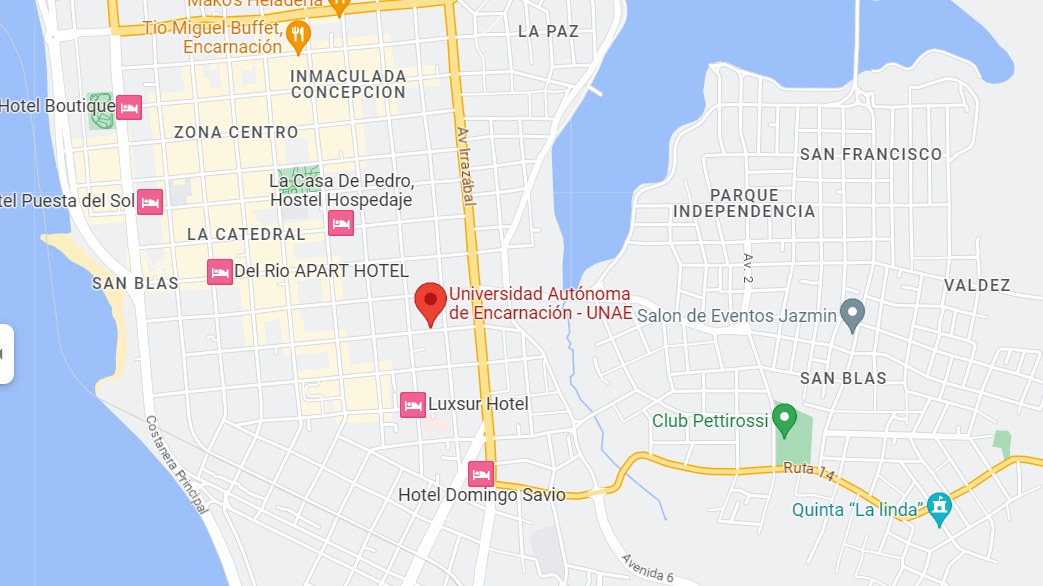 Mako's Heladería
Tio Miguel Buffet,
Encarnación
LA PAZ
INMACULADA
CONCEPCION
Hotel Boutique
ZONA CENTRO
Av Irrazábal
SAN FRANCISCO
La Casa De Pedro,
Hostel Hospedaje
tel Puesta del Sol
PARQUE
INDEPENDENCIA
LA CATEDRAL
Del Rio APART HOTEL
Av. 2
SAN BLAS
VALDEZ
Universidad Autónoma
de Encarnación - UNAE
Salon de Eventos Jazmin
SAN BLAS
Luxsur Hotel
Club Pettirossi
Costanera Principal
Ruta 14
Hotel Domingo Savio
Quinta “La linda”
Avenida 6